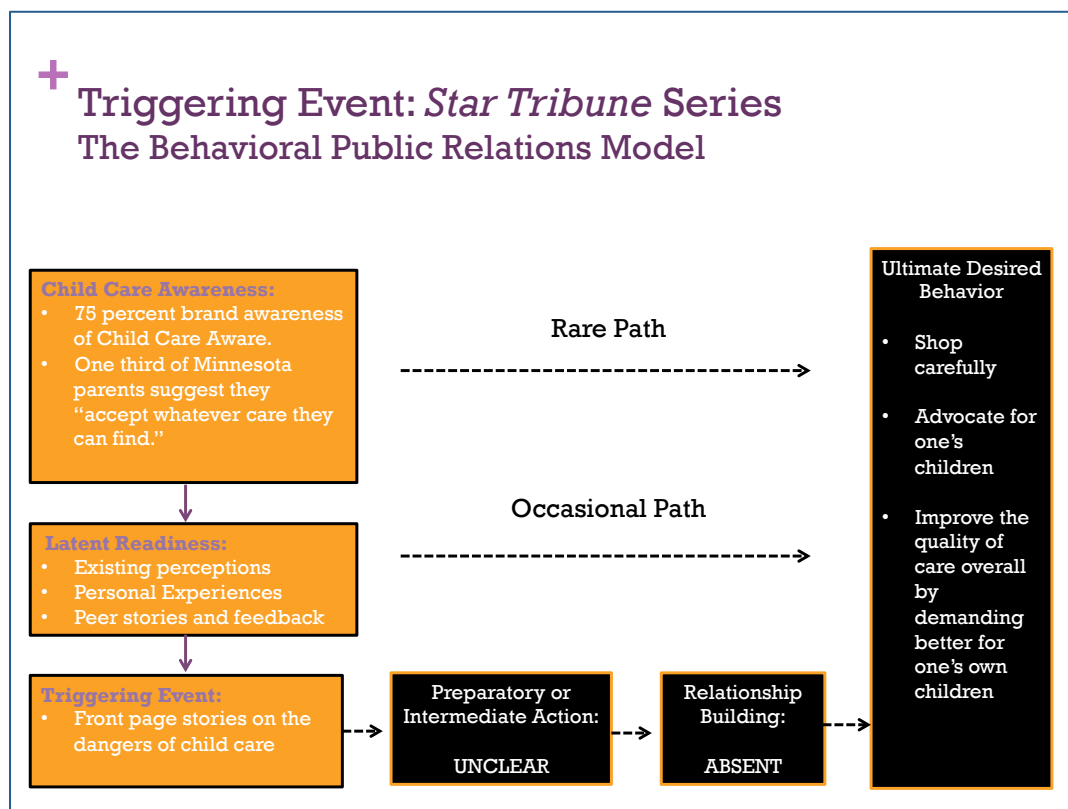 +
Triggering Event: Star Tribune Series
The Behavioral Public Relations Model
Child Care Awareness:
• 75 percent brand awareness
of Child Care Aware.
• One third of Minnesota
parents suggest they
“accept whatever care they
can find.”
Rare Path
Latent Readiness:
• Existing perceptions
• Personal Experiences
• Peer stories and feedback
Occasional Path
Triggering Event:
• Front page stories on the
dangers of child care
Preparatory or
Intermediate Action:
UNCLEAR
Relationship
Building:
ABSENT
Ultimate Desired
Behavior
• Shop
carefully
• Advocate for
one’s
children
• Improve the
quality of
care overall
by
demanding
better for
one’s own
children